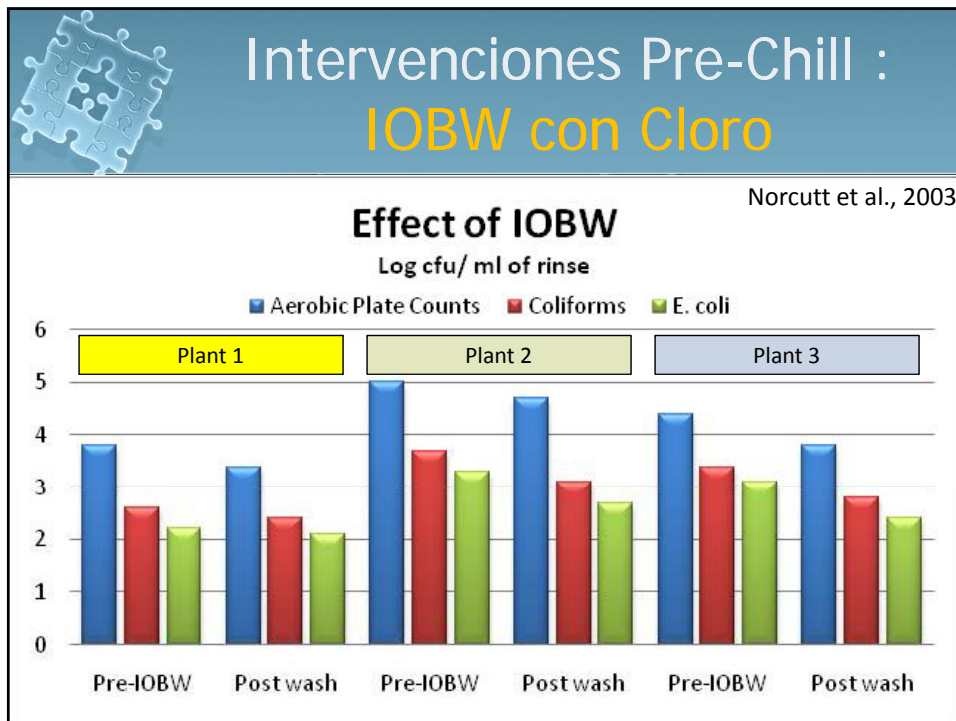 Intervenciones Pre-Chill :
IOBW con Cloro
Norcutt et al., 2003
Effect of IOBW
Log cfu/ ml of rinse
Aerobic Plate Counts Coliforms E. coli
6
Plant 1 Plant 2 Plant 3
5
4
3
2
1
0
Pre-IOBW Post wash Pre-IOBW Post wash Pre-IOBW Post wash